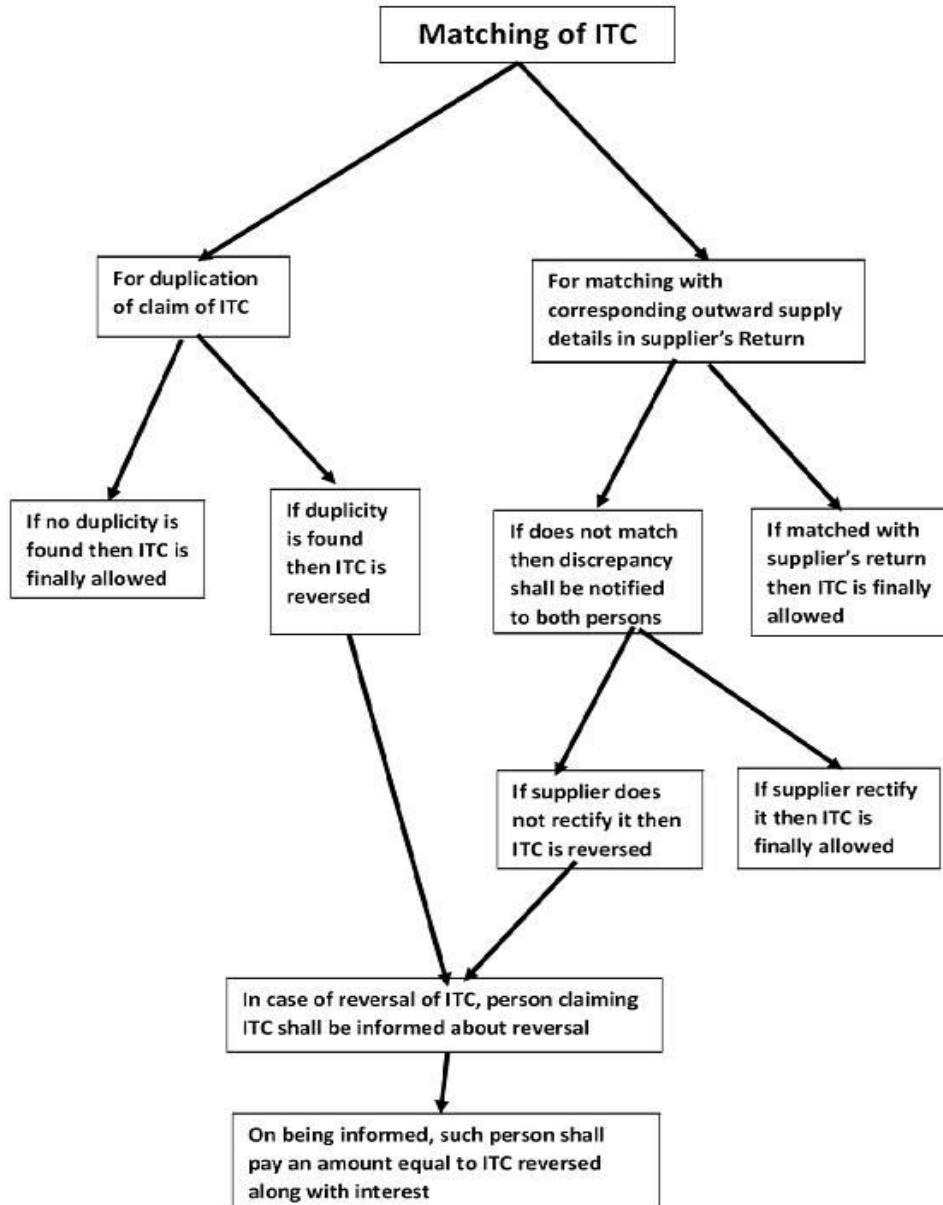 Matching of ITC
For duplication
of claim of ITC
For matching with
corresponding outward supply
details in supplier's Return
If no duplicity is
found then ITC is
finally allowed
If duplicity
is found
then ITC is
reversed
If does not match
then discrepancy
shall be notified
to both persons
If matched with
supplier's return
then ITC is finally
allowed
If supplier does
not rectify it then
ITC is reversed
If supplier rectify
it then ITC is
finally allowed
In case of reversal of ITC, person claiming
ITC shall be informed about reversal
On being informed, such person shall
pay an amount equal to ITC reversed
along with interest